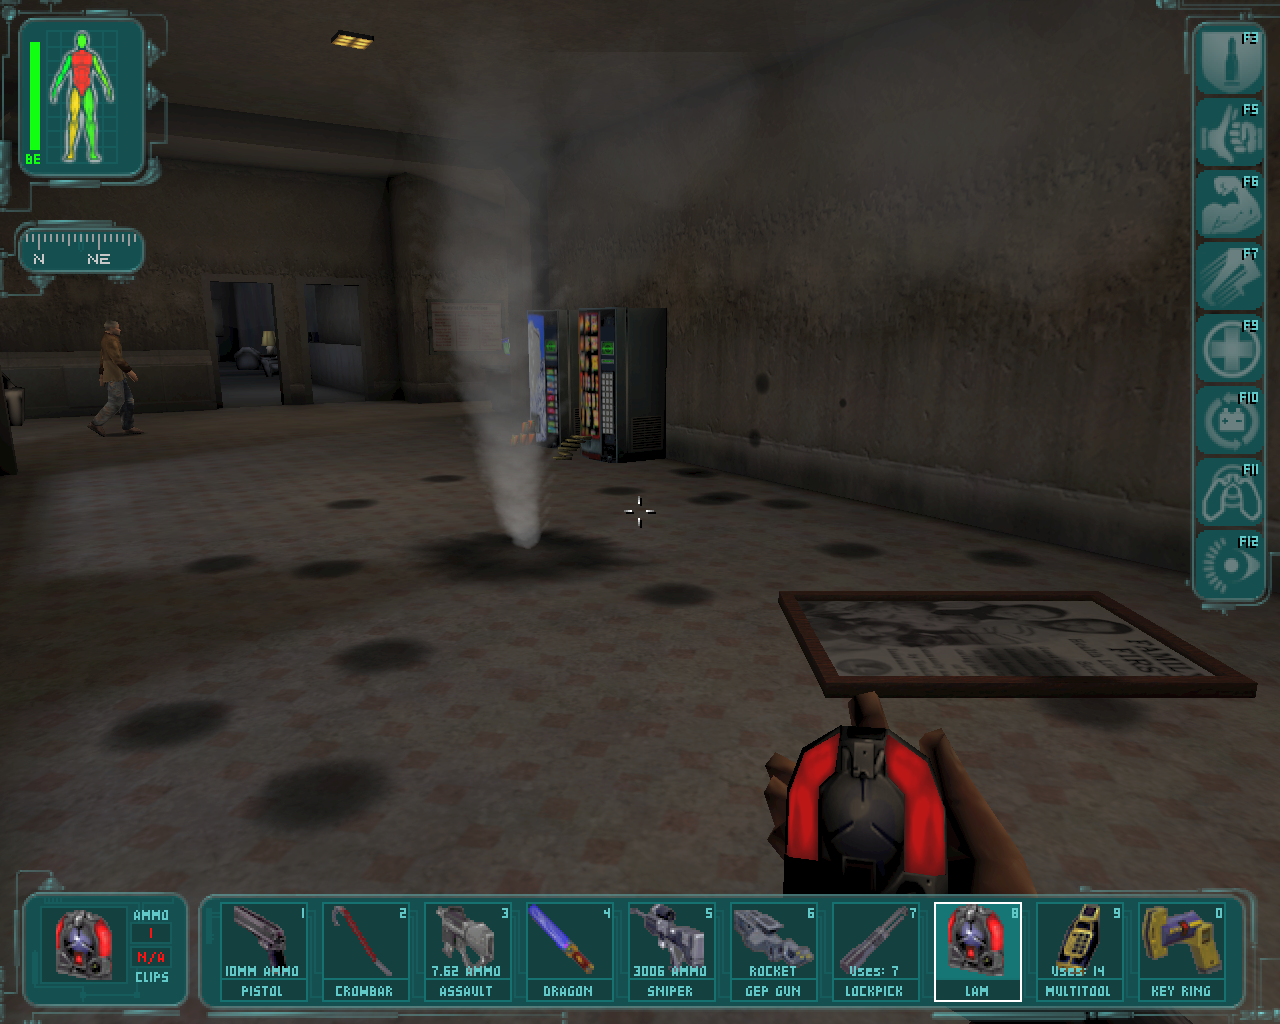 BE
N NE
F3
F5
F6
F7
F9
F10
F11
F12
FAMIL
FIRS
AMMO
1
N/A
CLIPS
1
10MM AMMO
PISTOL
2
CROWBAR
3
7.62 AMMO
ASSAULT
4
DRAGON
5
3006 AMMO
SNIPER
6
ROCKET
GEP GUN
7
Uses: 7
LOCKPICK
8
LAM
9
Uses: 14
MULTITOOL
0
KEY RING